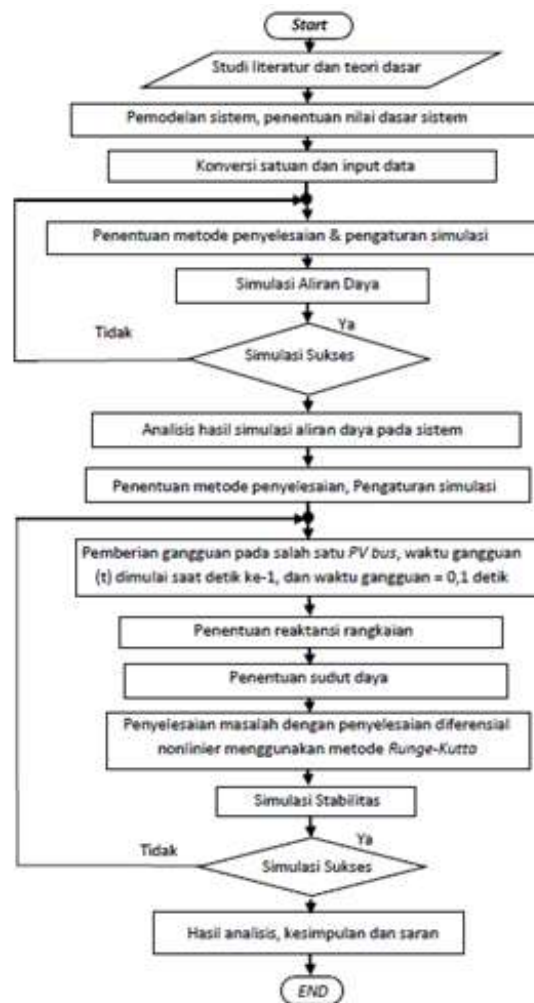 Start
Studi literatur dan teori dasar
Pemodelan sistem, penentuan nilai dasar sistem
Konversi satuan dan input data
Penentuan metode penyelesaian & pengaturan simulasi
Simulasi Aliran Daya
Tidak
Ya
Simulasi Sukses
Analisis hasil simulasi aliran daya pada sistem
Penentuan metode penyelesaian, Pengaturan simulasi
Pemberian gangguan pada salah satu PV bus, waktu gangguan
(t) dimulai saat detik ke-1, dan waktu gangguan = 0,1 detik
Penentuan reaktansi rangkaian
Penentuan sudut daya
Penyelesaian masalah dengan penyelesaian diferensial
nonlinier menggunakan metode Runge-Kutta
Simulasi Stabilitas
Tidak
Ya
Simulasi Sukses
Hasil analisis, kesimpulan dan saran
END